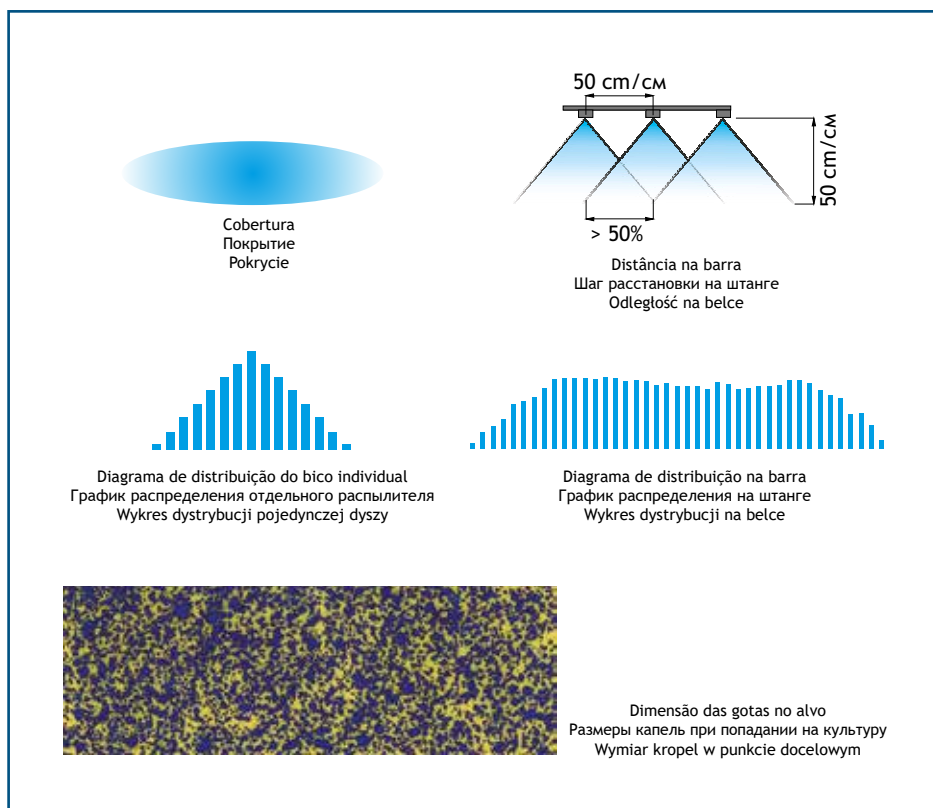 50 cm/см
50 cm/см
> 50%
Cobertura
Покрытие
Pokrycie
Distância na barra
Шаг расстановки на штанге
Odległość na belce
Diagrama de distribuição do bico individual
График распределения отдельного распылителя
Wykres dystrybucji pojedynczej dyszy
Diagrama de distribuição na barra
График распределения на штанге
Wykres dystrybucji na belce
Dimensão das gotas no alvo
Размеры капель при попадании на культуру
Wymiar kropel w punkcie docelowym